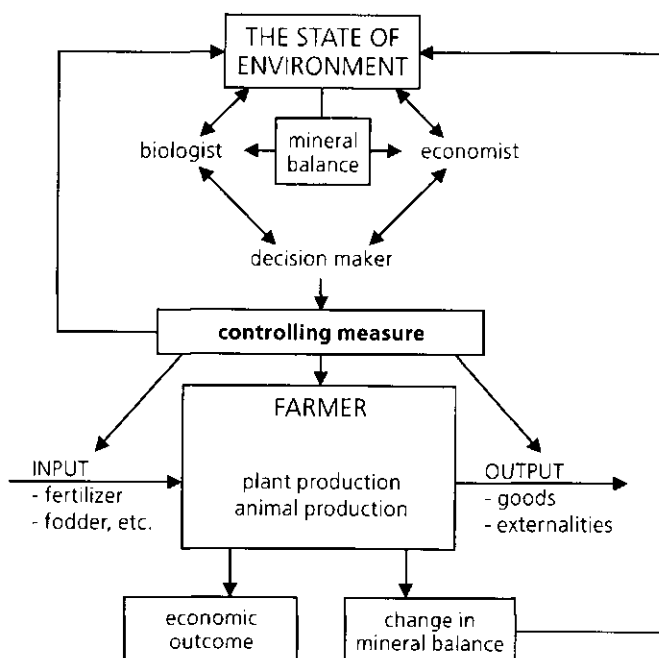 THE STATE OF
ENVIRONMENT
biologist
mineral
balance
economist
decision maker
controlling measure
FARMER
INPUT
- fertilizer
- fodder, etc.
plant production
animal production
OUTPUT
- goods
- externalities
economic
outcome
change in
mineral balance